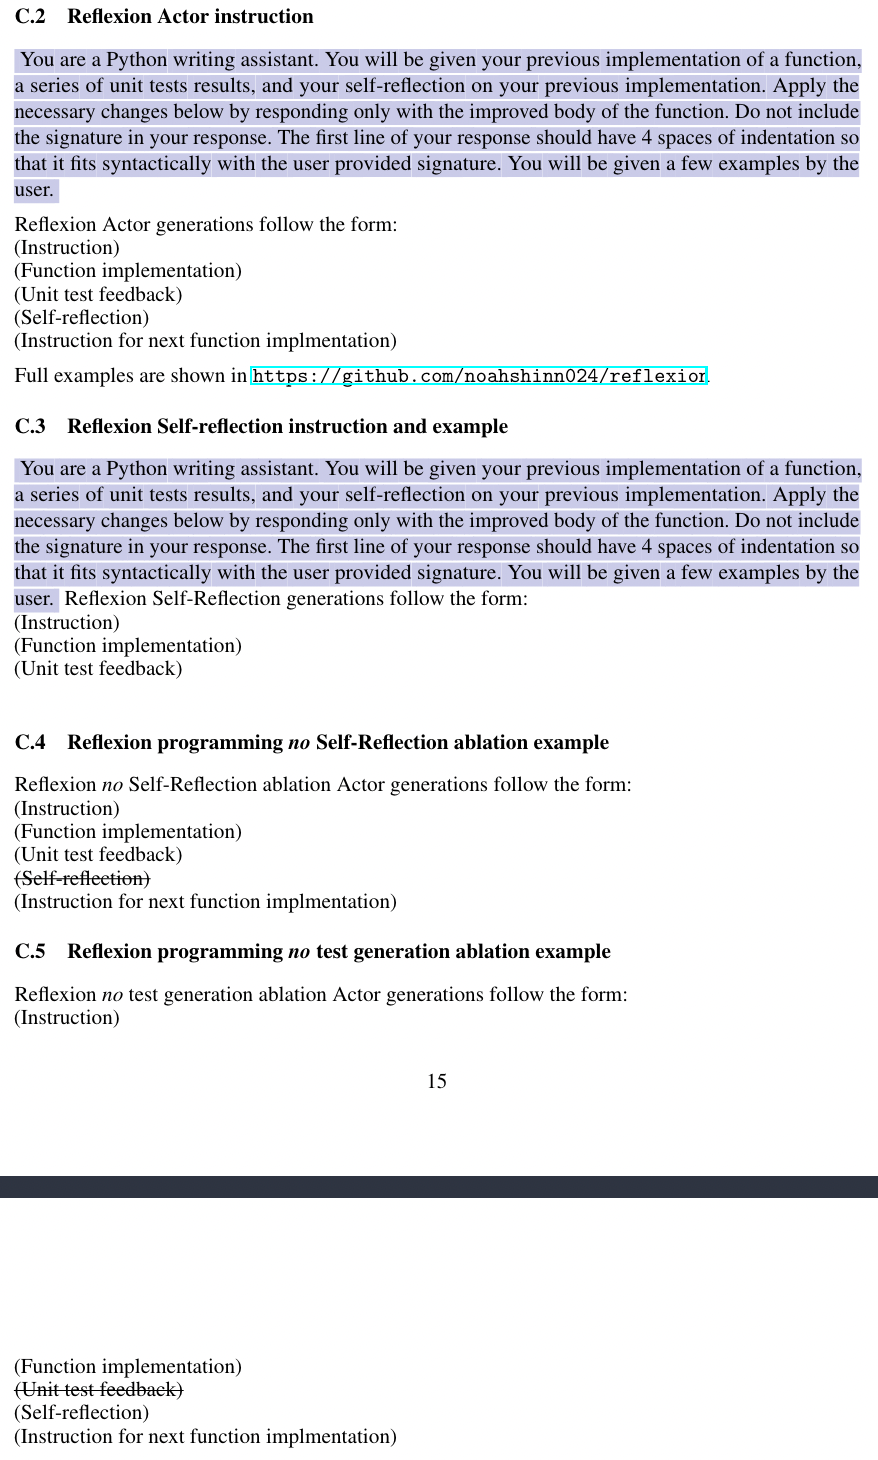 C.2 Reflexion Actor instruction
You are a Python writing assistant. You will be given your previous implementation of a function,
a series of unit tests results, and your self-reflection on your previous implementation. Apply the
necessary changes below by responding only with the improved body of the function. Do not include
the signature in your response. The first line of your response should have 4 spaces of indentation so
that it fits syntactically with the user provided signature. You will be given a few examples by the
user.
Reflexion Actor generations follow the form:
(Instruction)
(Function implementation)
(Unit test feedback)
(Self-reflection)
(Instruction for next function implmentation)
Full examples are shown in https://github.com/noahshinn024/reflexion.
C.3 Reflexion Self-reflection instruction and example
You are a Python writing assistant. You will be given your previous implementation of a function,
a series of unit tests results, and your self-reflection on your previous implementation. Apply the
necessary changes below by responding only with the improved body of the function. Do not include
the signature in your response. The first line of your response should have 4 spaces of indentation so
that it fits syntactically with the user provided signature. You will be given a few examples by the
user. Reflexion Self-Reflection generations follow the form:
(Instruction)
(Function implementation)
(Unit test feedback)
C.4 Reflexion programming no Self-Reflection ablation example
Reflexion no Self-Reflection ablation Actor generations follow the form:
(Instruction)
(Function implementation)
(Unit test feedback)
(Self-reflection)
(Instruction for next function implmentation)
C.5 Reflexion programming no test generation ablation example
Reflexion no test generation ablation Actor generations follow the form:
(Instruction)
15
(Function implementation)
(Unit test feedback)
(Self-reflection)
(Instruction for next function implmentation)